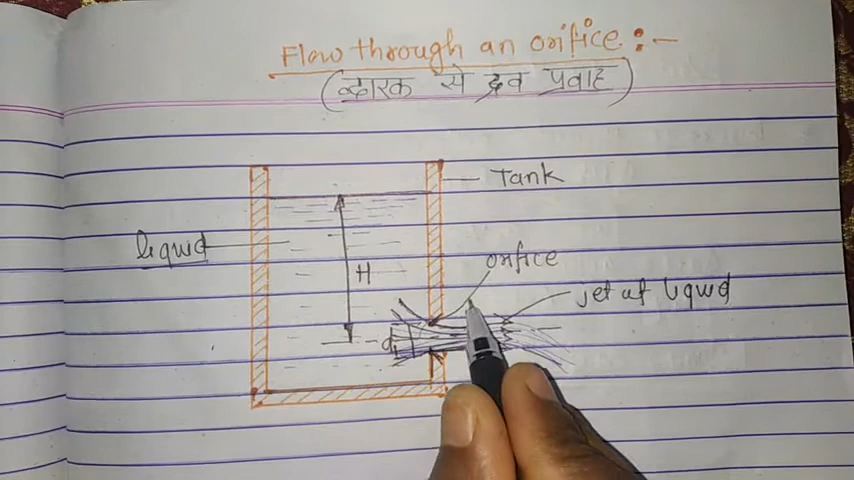 Flow through an orifice :-
(द्वारक से द्रव प्रवाह)
Tank
liquid
orifice
H
jet of liquid
d